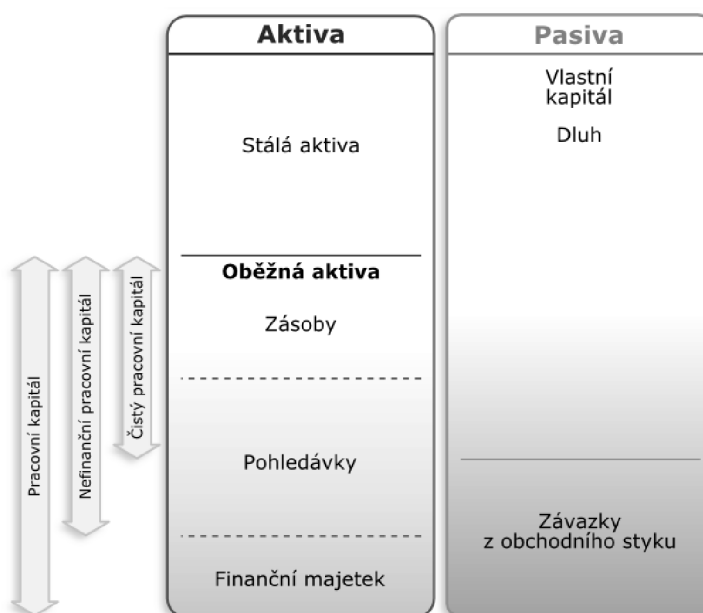 Aktiva
Stálá aktiva
Oběžná aktiva
Zásoby
Pohledávky
Finanční majetek
Pasiva
Vlastní
kapitál
Dluh
Závazky
z obchodního styku
Pracovní kapitál
Nefinanční pracovní kapitál
Čistý pracovní kapitál